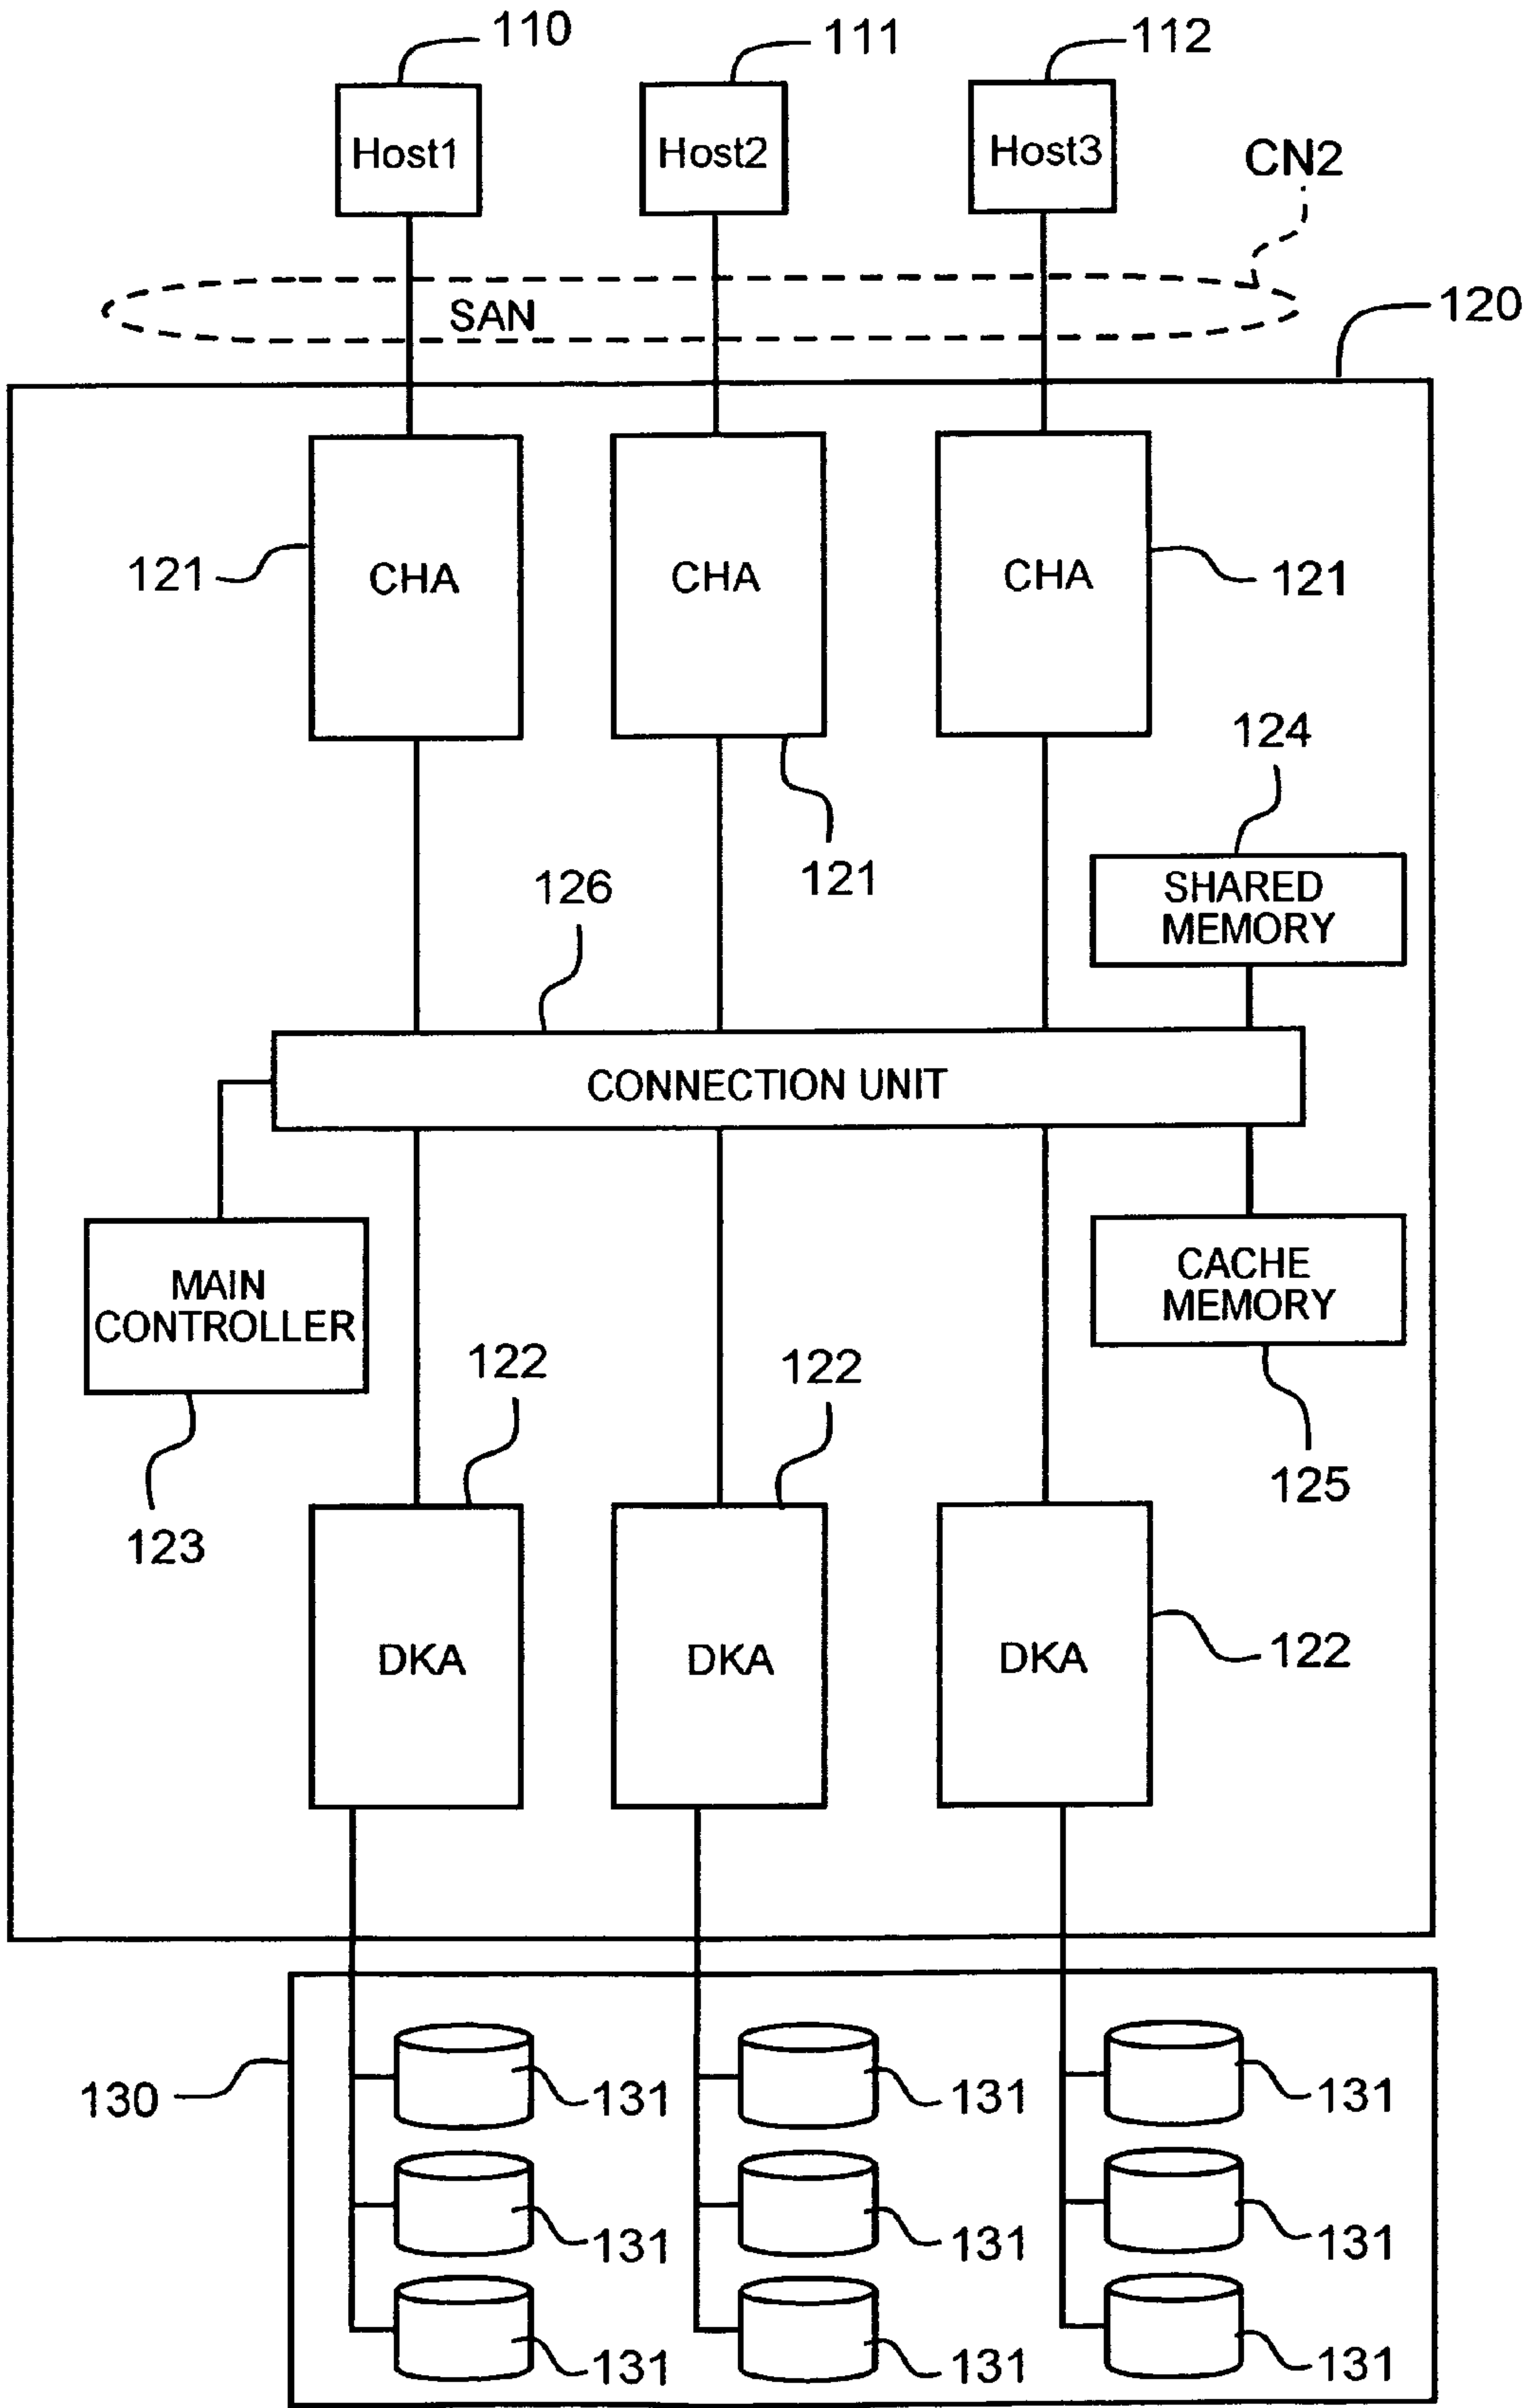 110
111
112
Host1
Host2
Host3
CN2
SAN
120
121
CHA
CHA
CHA
121
124
121
126
SHARED
MEMORY
CONNECTION UNIT
MAIN
CONTROLLER
CACHE
MEMORY
122
122
125
123
DKA
DKA
DKA
122
130
131
131
131
131
131
131
131
131
131